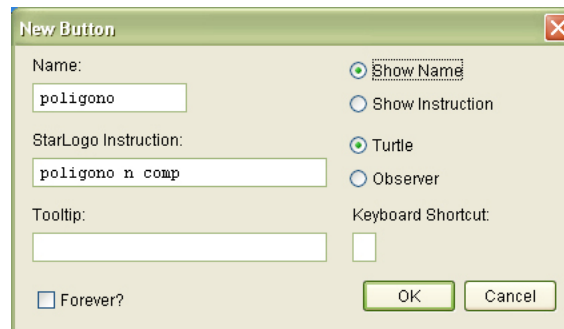 New Button
Name:
poligono
Show Name
Show Instruction
StarLogo Instruction:
poligono n comp
Turtle
Observer
Tooltip:
Keyboard Shortcut:
Forever?
OK
Cancel